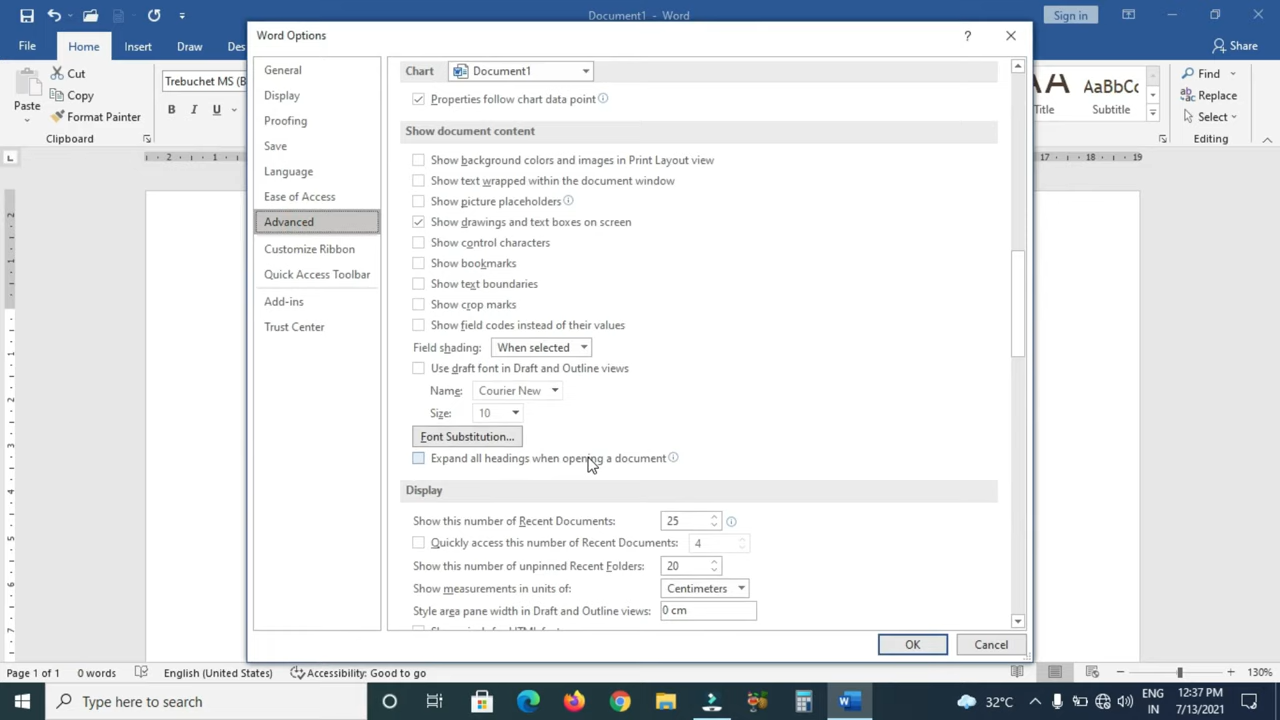 Document1 - Word
Sign in
File
Home
Insert
Draw
Des
Share
Paste
Cut
Copy
Format Painter
Clipboard
Trebuchet MS (B
B I U
Title
AaBbCc
Subtitle
Find
Replace
Select
Editing
Word Options
?
General
Display
Proofing
Save
Language
Ease of Access
Advanced
Customize Ribbon
Quick Access Toolbar
Add-ins
Trust Center
Chart Document1
Properties follow chart data point
Show document content
Show background colors and images in Print Layout view
Show text wrapped within the document window
Show picture placeholders
Show drawings and text boxes on screen
Show control characters
Show bookmarks
Show text boundaries
Show crop marks
Show field codes instead of their values
Field shading: When selected
Use draft font in Draft and Outline views
Name: Courier New
Size: 10
Font Substitution...
Expand all headings when opening a document
Display
Show this number of Recent Documents: 25
Quickly access this number of Recent Documents: 4
Show this number of unpinned Recent Folders: 20
Show measurements in units of: Centimeters
Style area pane width in Draft and Outline views: 0 cm
OK
Cancel
Page 1 of 1
0 words
English (United States)
Accessibility: Good to go
130%
Type here to search
32°C
ENG
IN
12:37 PM
7/13/2021